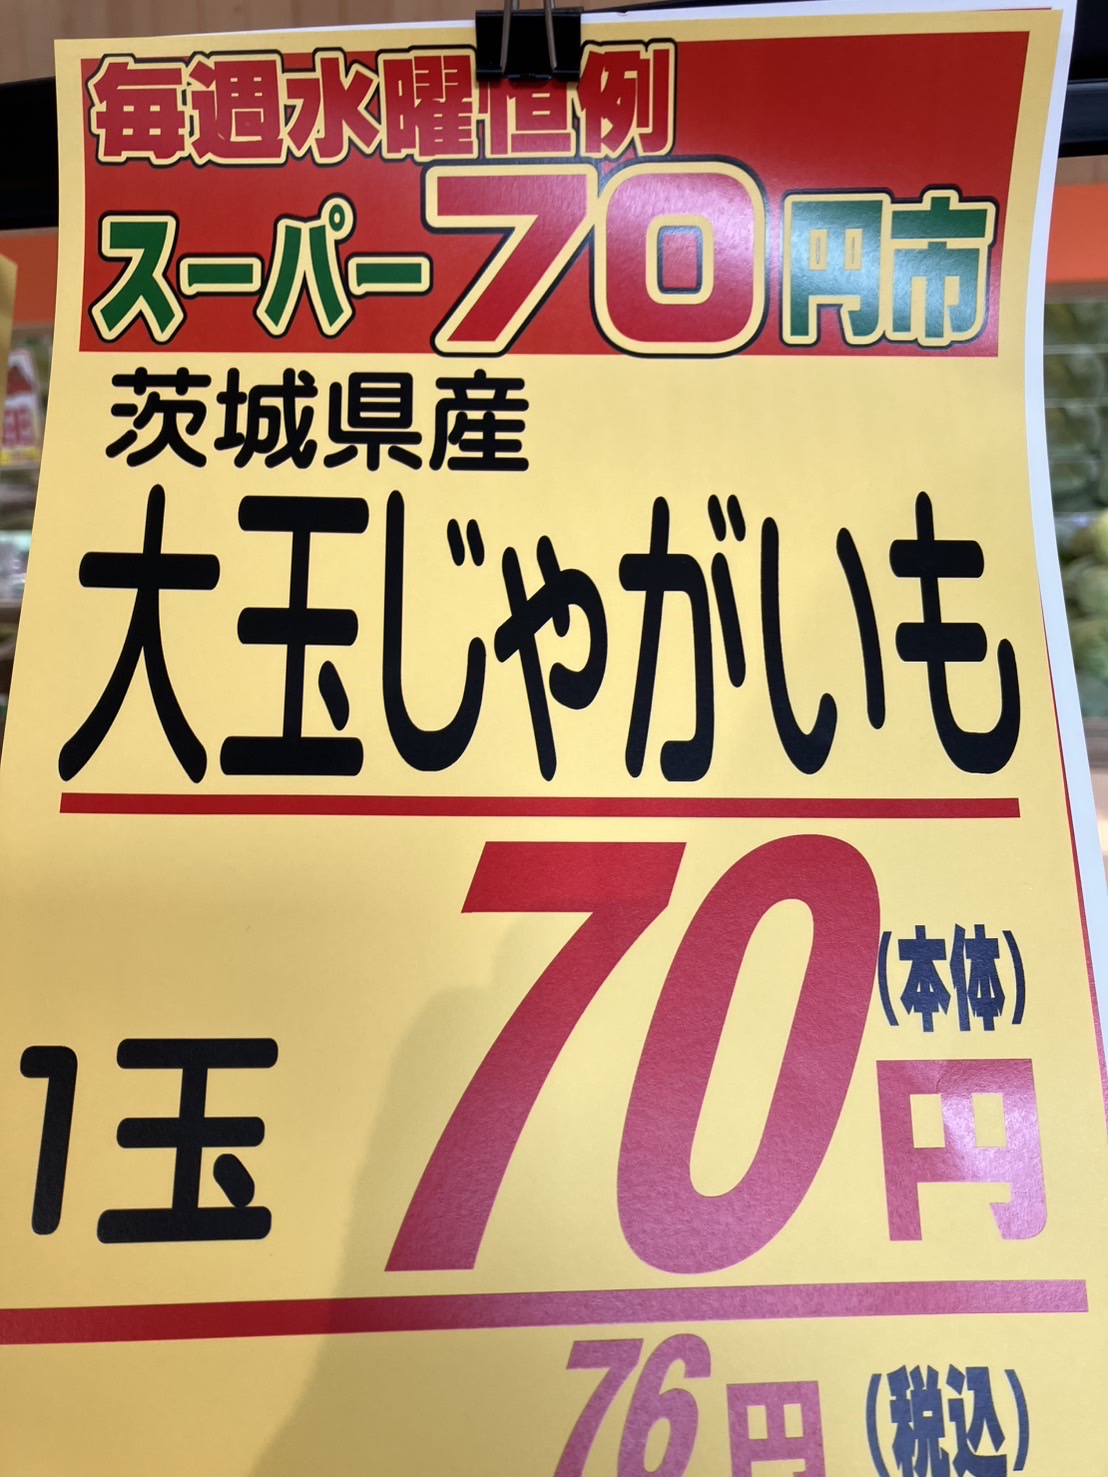 毎週水曜恒例
スーパー70円市
茨城県産
大玉じゃがいも
1玉 70円(本体)
76円(税込)